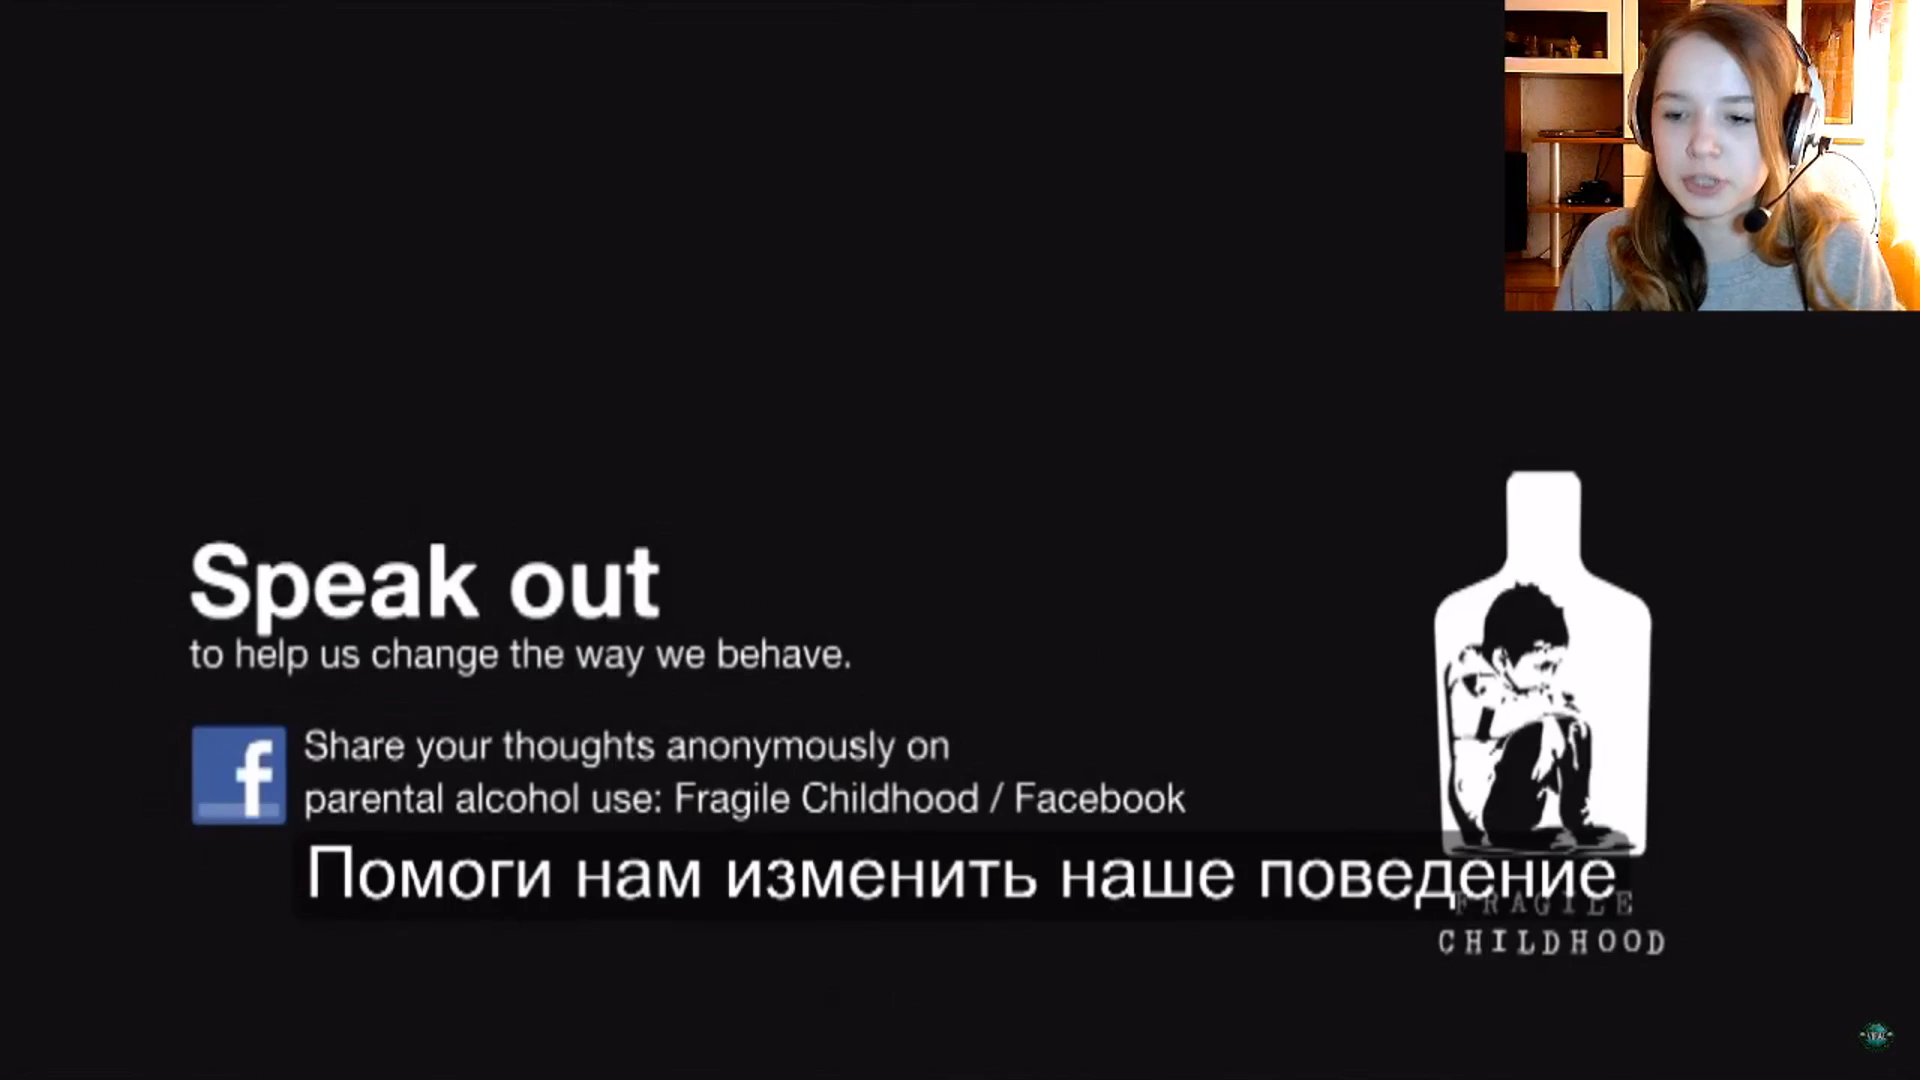 Speak out
to help us change the way we behave.
Share your thoughts anonymously on
parental alcohol use: Fragile Childhood / Facebook
Помоги нам изменить наше поведение
FRAGILE
CHILDHOOD